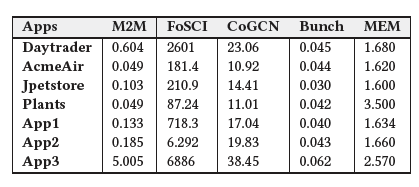 Apps M2M FoSCI CoGCN Bunch MEM
Daytrader 0.604 2601 23.06 0.045 1.680
AcmeAir 0.049 181.4 10.92 0.044 1.620
Jpetstore 0.103 210.9 14.41 0.030 1.600
Plants 0.049 87.24 11.01 0.042 3.500
App1 0.133 718.3 17.04 0.040 1.634
App2 0.185 6.292 19.83 0.043 1.660
App3 5.005 6886 38.45 0.062 2.570